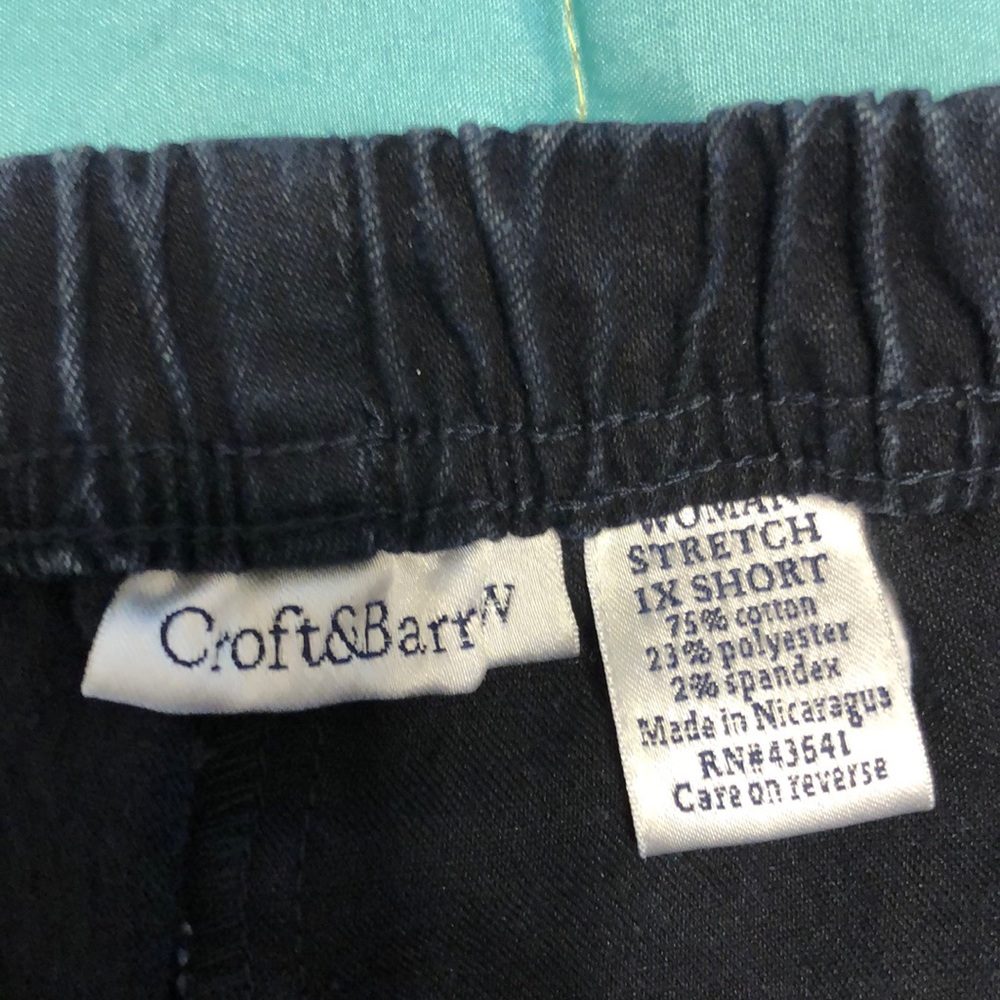 Croft&BarrW
WOMAN
STRETCH
1X SHORT
75% cotton
23% polyester
2% spandex
Made in Nicaragua
RN#43641
Care on reverse